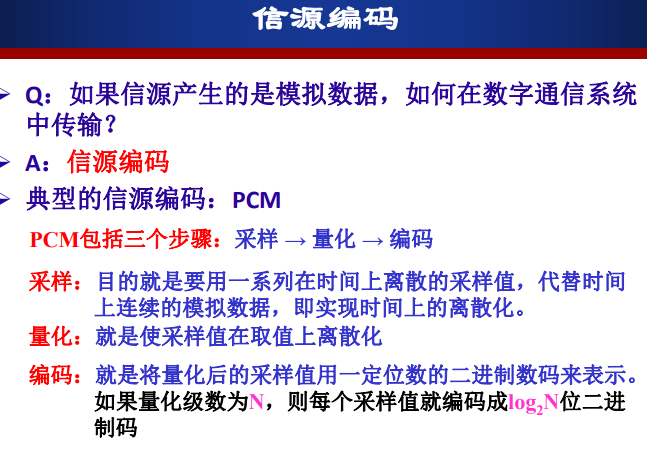 信源编码
Q：如果信源产生的是模拟数据，如何在数字通信系统
中传输？
A：信源编码
典型的信源编码：PCM
PCM包括三个步骤：采样 → 量化 → 编码
采样：目的就是要用一系列在时间上离散的采样值，代替时间
上连续的模拟数据，即实现时间上的离散化。
量化：就是使采样值在取值上离散化
编码：就是将量化后的采样值用一定位数的二进制数码来表示。
如果量化级数为N，则每个采样值就编码成log₂N位二进
制码